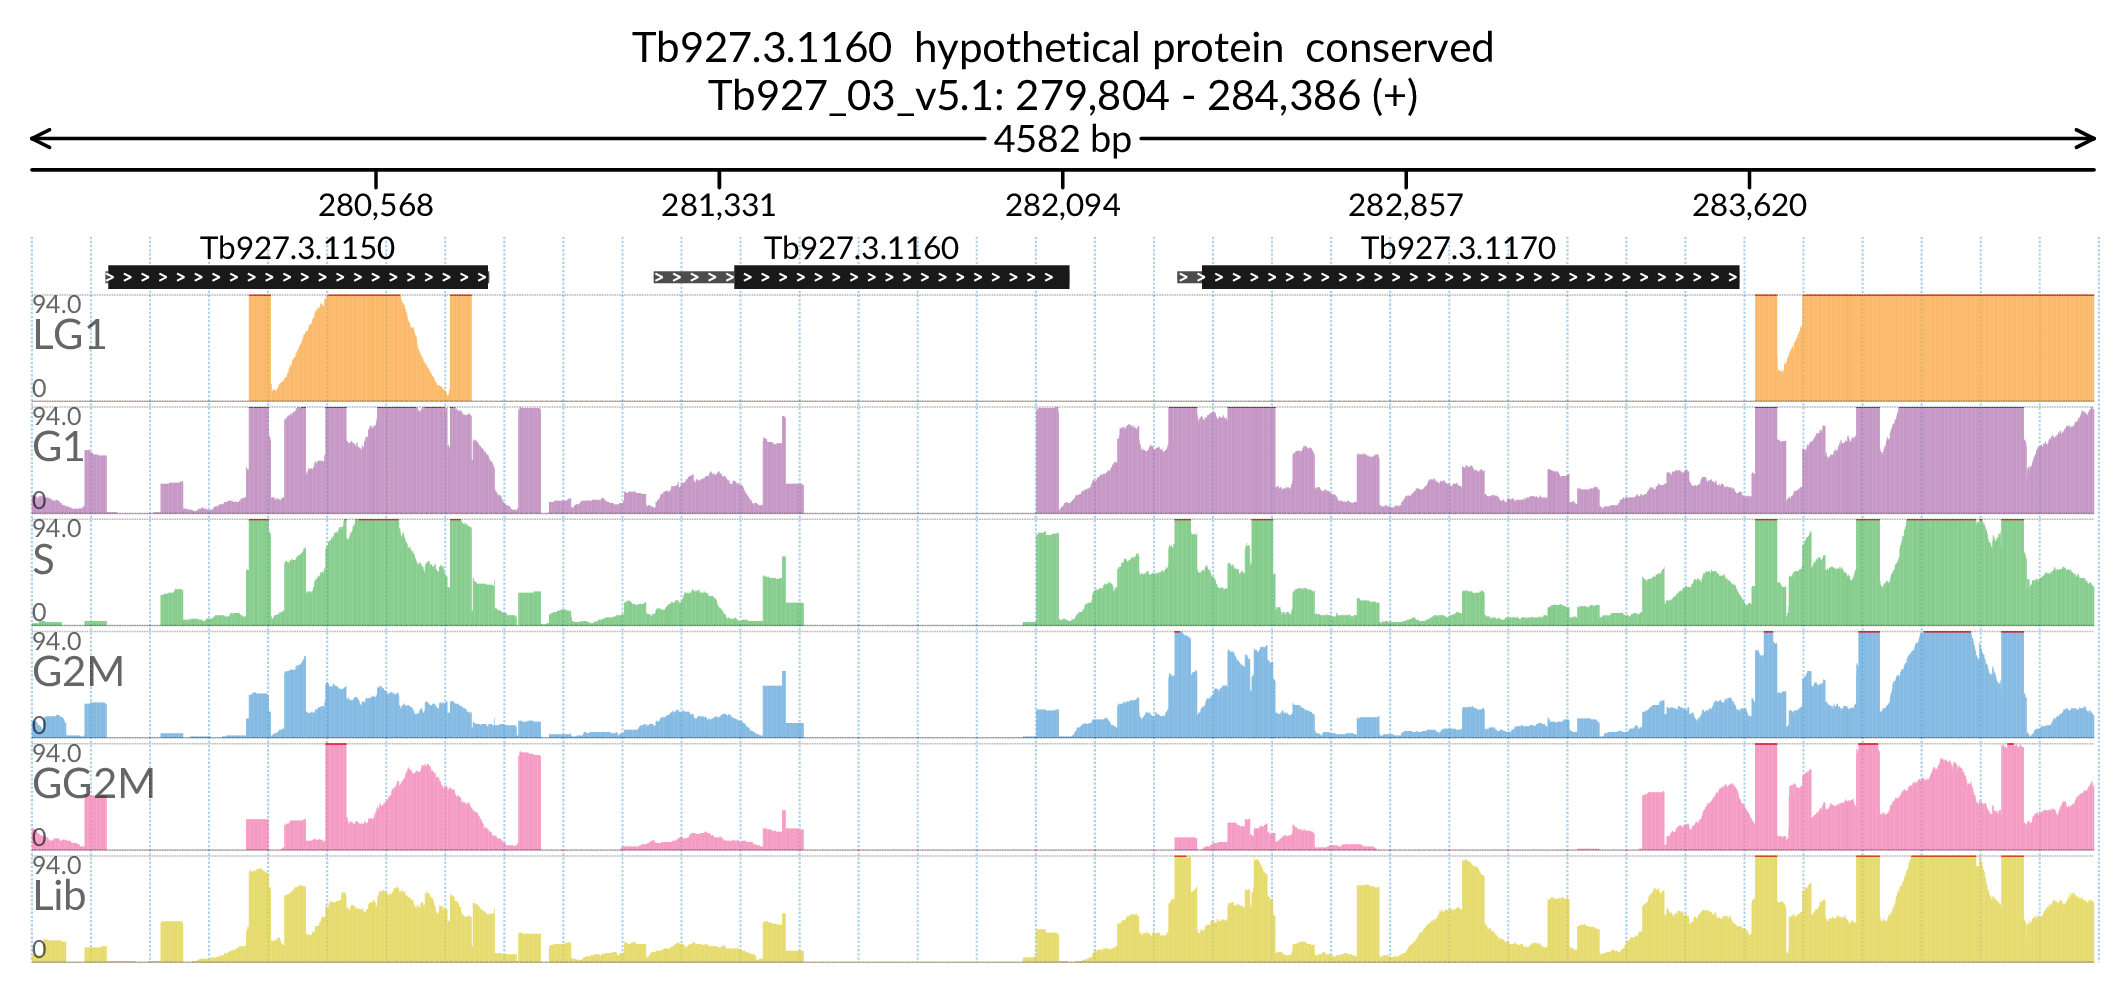 Tb927.3.1160 hypothetical protein conserved
Tb927_03_v5.1: 279,804 - 284,386 (+)
4582 bp
280,568 281,331 282,094 282,857 283,620
Tb927.3.1150 Tb927.3.1160 Tb927.3.1170
94.0
LG1
0
94.0
G1
0
94.0
S
0
94.0
G2M
0
94.0
GG2M
0
94.0
Lib
0